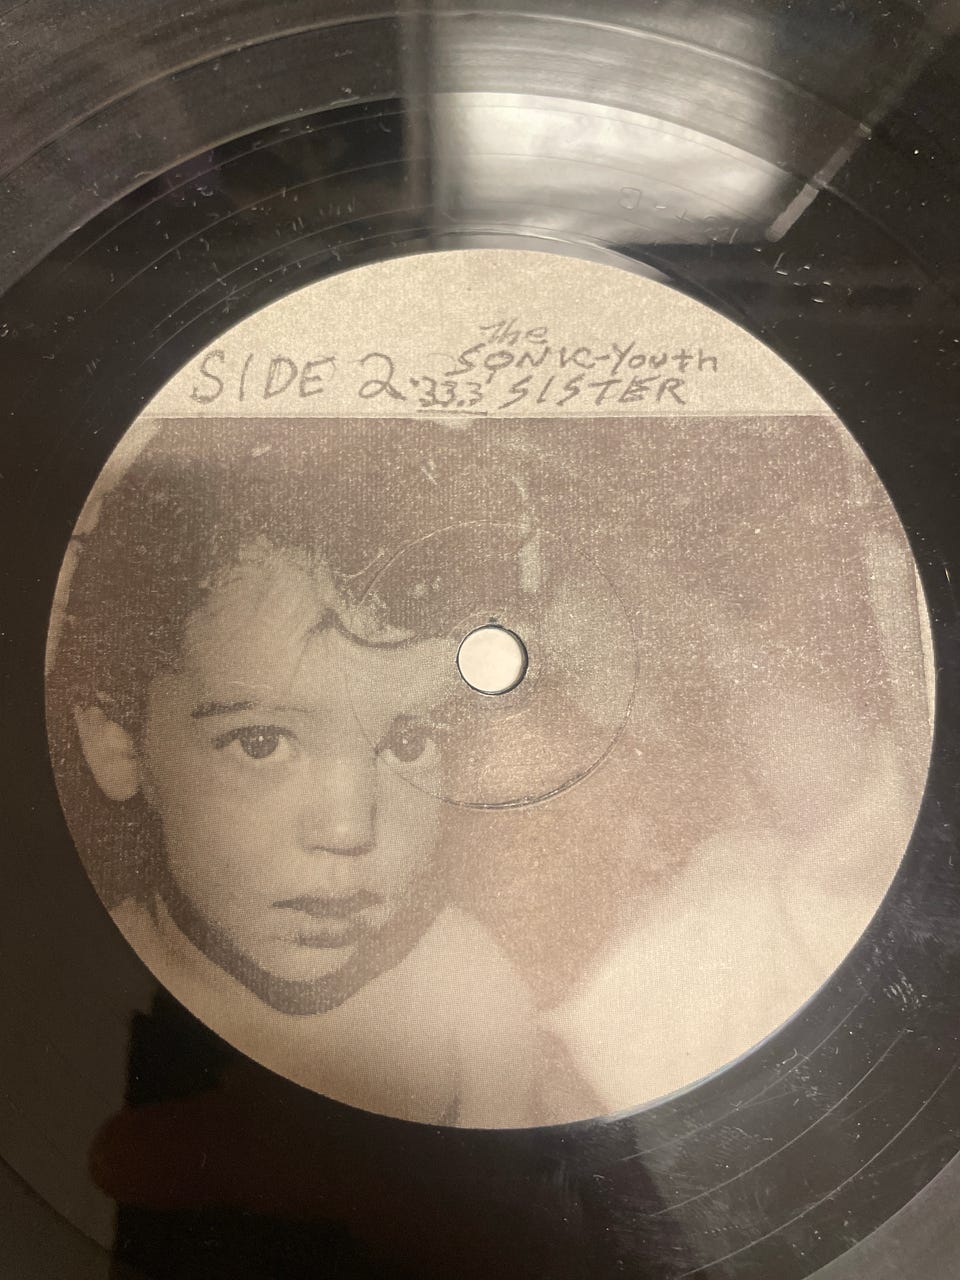 The
SIDE 2 SONIC-Youth
33.3 SISTER